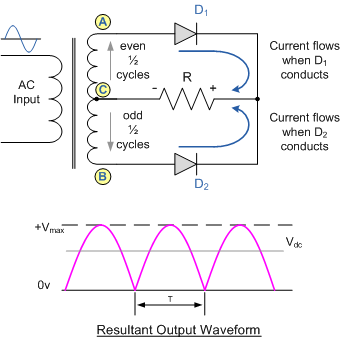 A
D1
even
½
cycles
Current flows
when D1
conducts
AC
Input
C
- R +
odd
½
cycles
Current flows
when D2
conducts
B
D2
+Vmax
Vdc
0v
T
Resultant Output Waveform